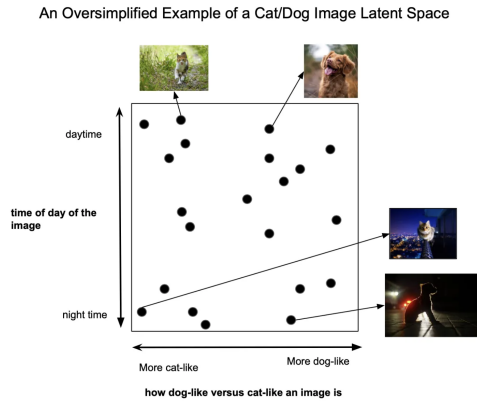 An Oversimplified Example of a Cat/Dog Image Latent Space
daytime
time of day of the
image
night time
More cat-like
More dog-like
how dog-like versus cat-like an image is